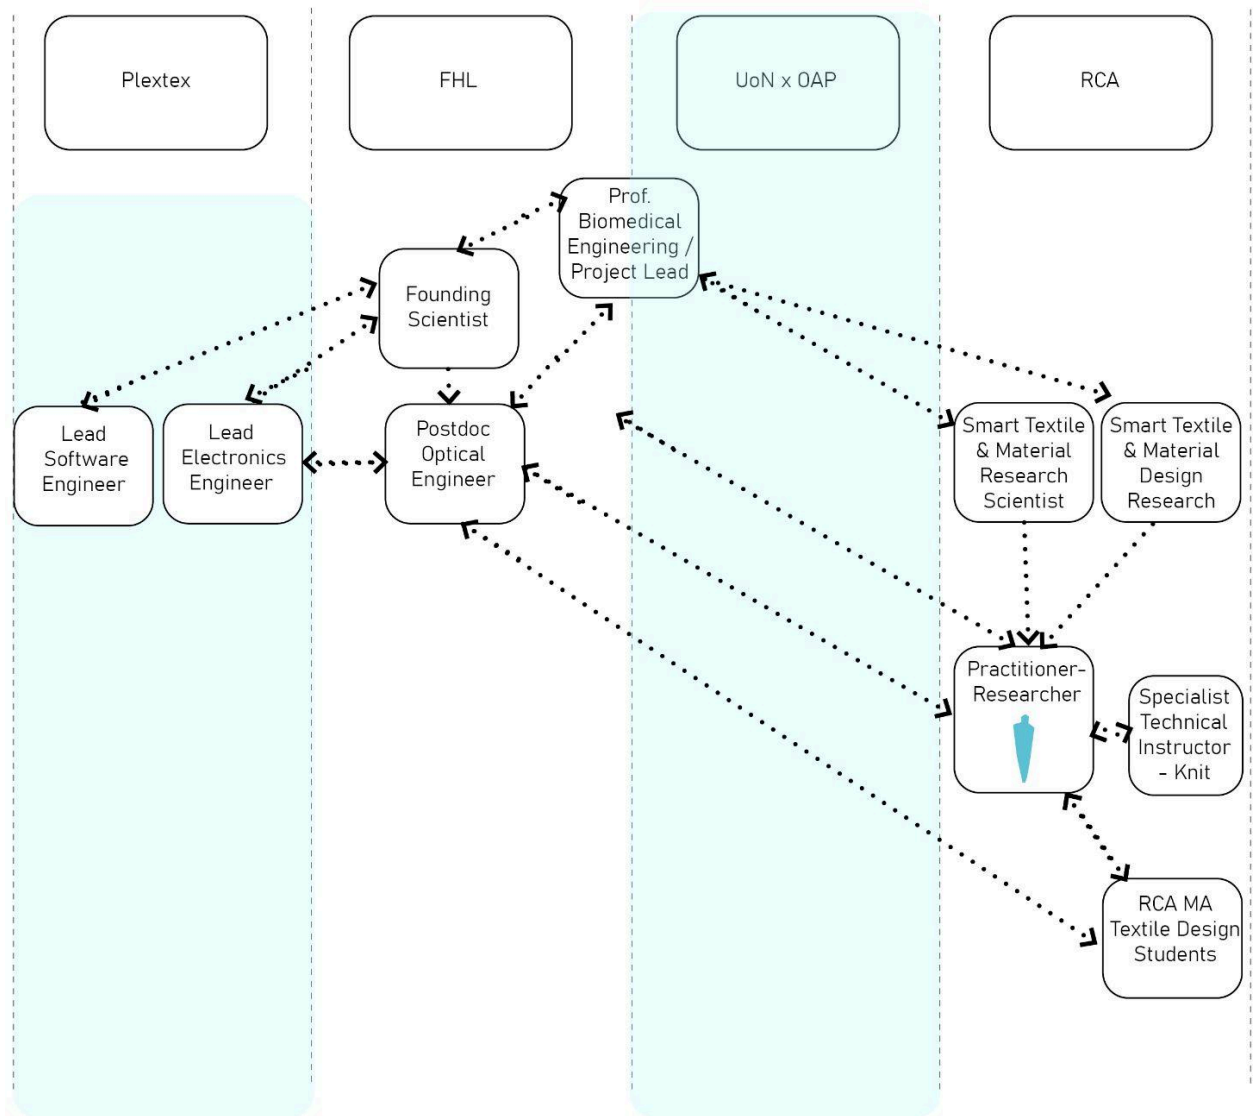 Plextex
FHL
UoN x OAP
RCA
Prof.
Biomedical
Engineering /
Project Lead
Founding
Scientist
Lead
Software
Engineer
Lead
Electronics
Engineer
Postdoc
Optical
Engineer
Smart Textile
& Material
Research
Scientist
Smart Textile
& Material
Design
Research
Practitioner-
Researcher
Specialist
Technical
Instructor
- Knit
RCA MA
Textile Design
Students